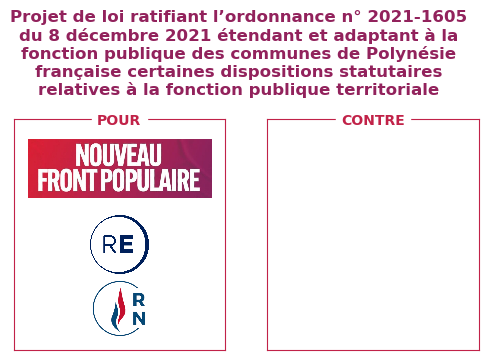 Projet de loi ratifiant l’ordonnance n° 2021-1605
du 8 décembre 2021 étendant et adaptant à la
fonction publique des communes de Polynésie
française certaines dispositions statutaires
relatives à la fonction publique territoriale
POUR
CONTRE
NOUVEAU
FRONT POPULAIRE
RE
R
N